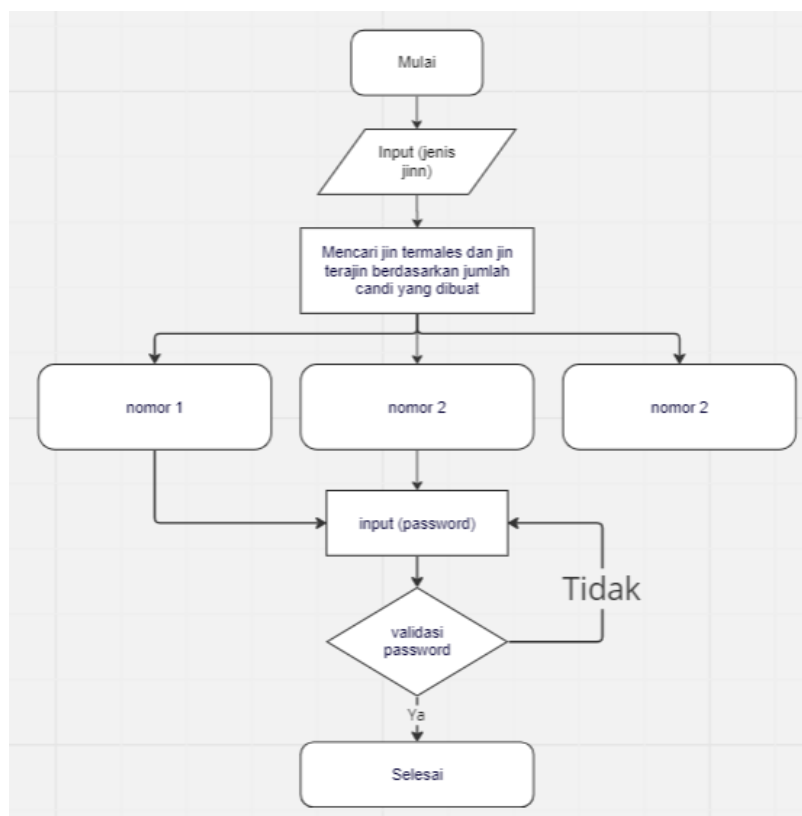 Mulai
Input (jenis
jinn)
Mencari jin termales dan jin
terajin berdasarkan jumlah
candi yang dibuat
nomor 1
nomor 2
nomor 2
input (password)
Tidak
validasi
password
Ya
Selesai